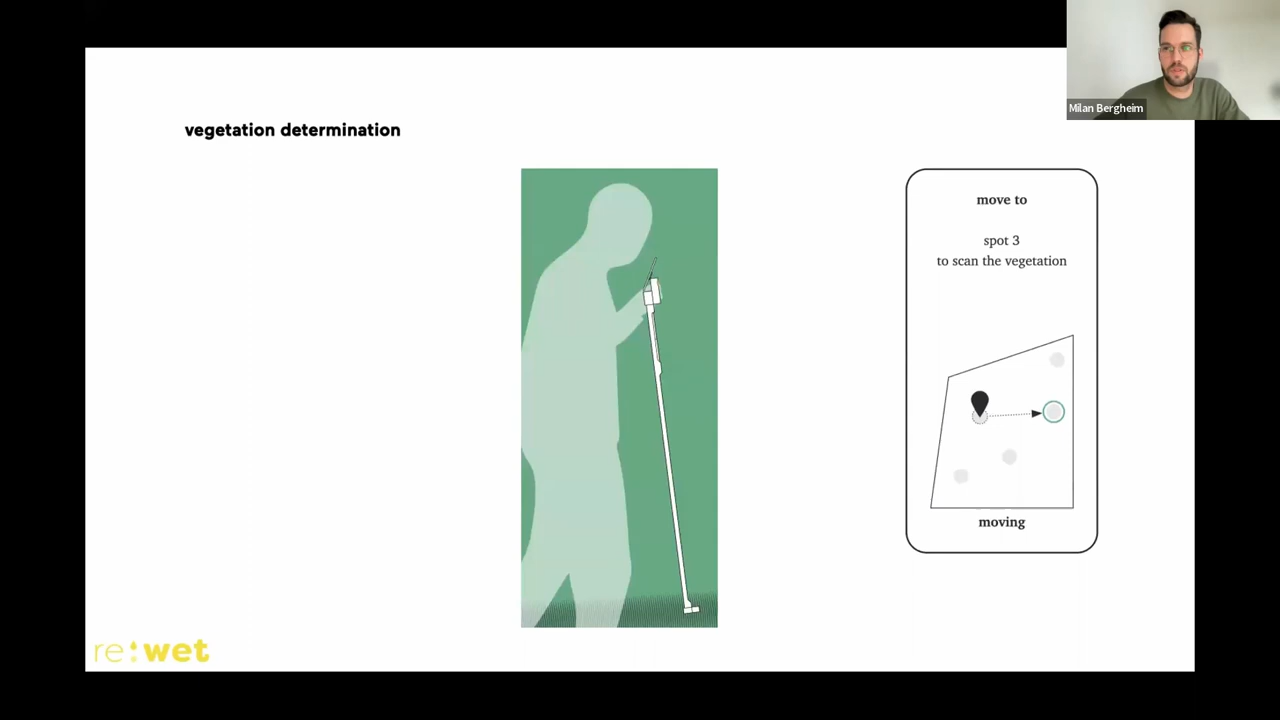 Milan Bergheim
vegetation determination
move to
spot 3
to scan the vegetation
moving
re:wet